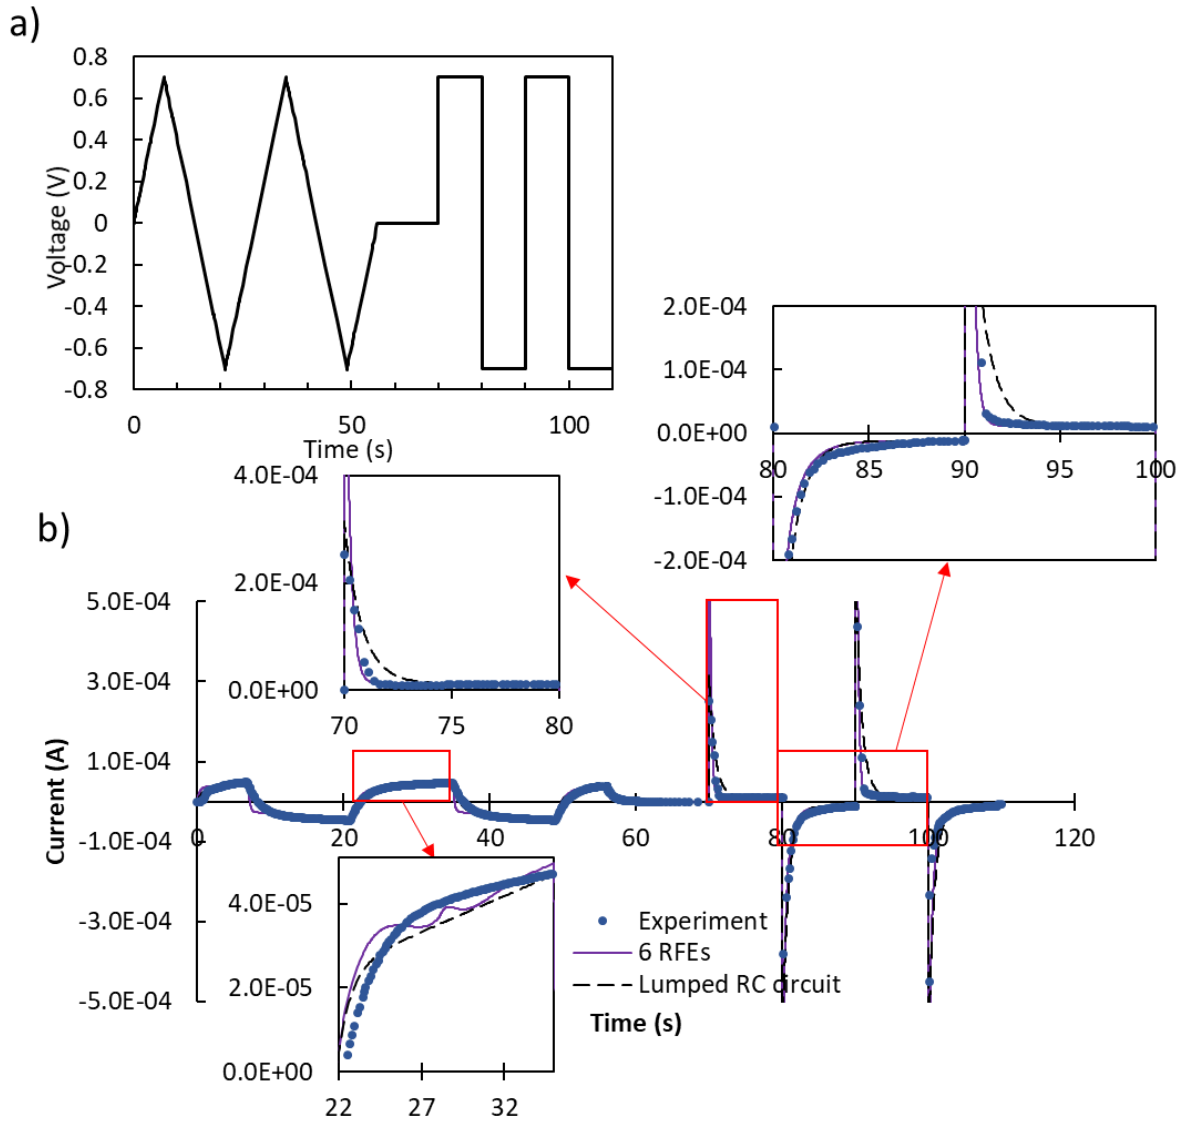 a)
0.8
0.6
0.4
0.2
0
-0.2
-0.4
-0.6
-0.8
Voltage (V)
0 50 100
Time (s)
2.0E-04
1.0E-04
0.0E+00
-1.0E-04
-2.0E-04
80 85 90 95 100
b)
4.0E-04
2.0E-04
0.0E+00
70 75 80
5.0E-04
3.0E-04
1.0E-04
-1.0E-04
-3.0E-04
-5.0E-04
Current (A)
0 20 40 60 80 100 120
4.0E-05
2.0E-05
0.0E+00
22 27 32
Experiment
6 RFEs
Lumped RC circuit
Time (s)